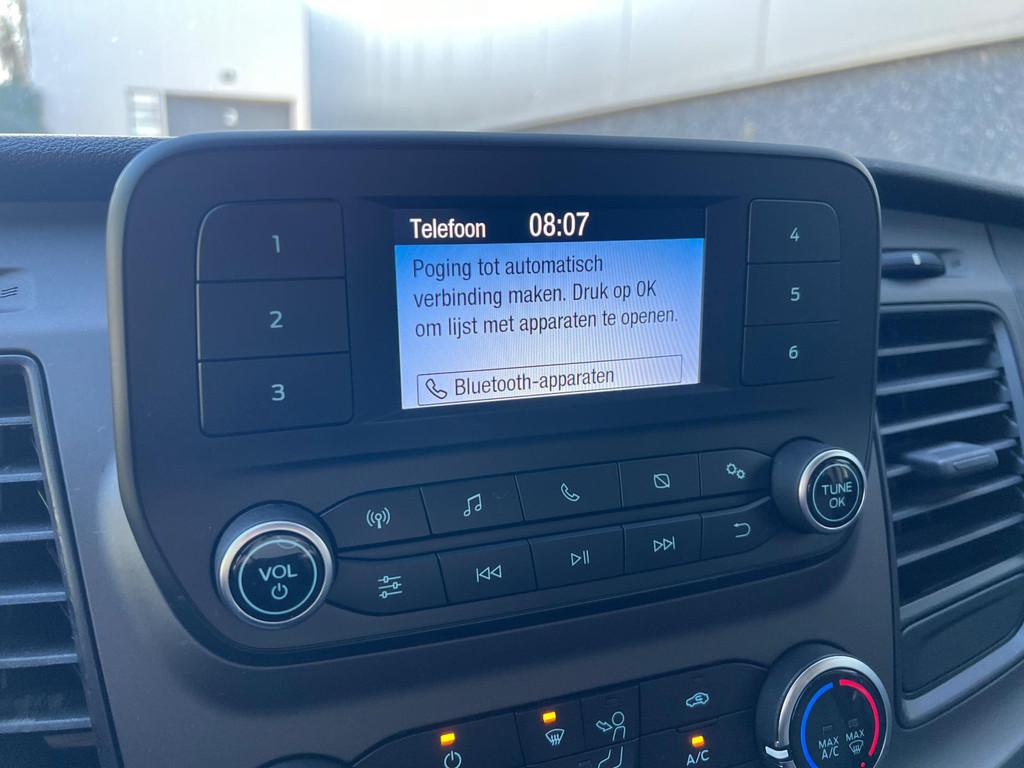 Telefoon 08:07
Poging tot automatisch
verbinding maken. Druk op OK
om lijst met apparaten te openen.
Bluetooth-apparaten
1
2
3
4
5
6
VOL
TUNE
OK
A/C
MAX
A/C
MAX